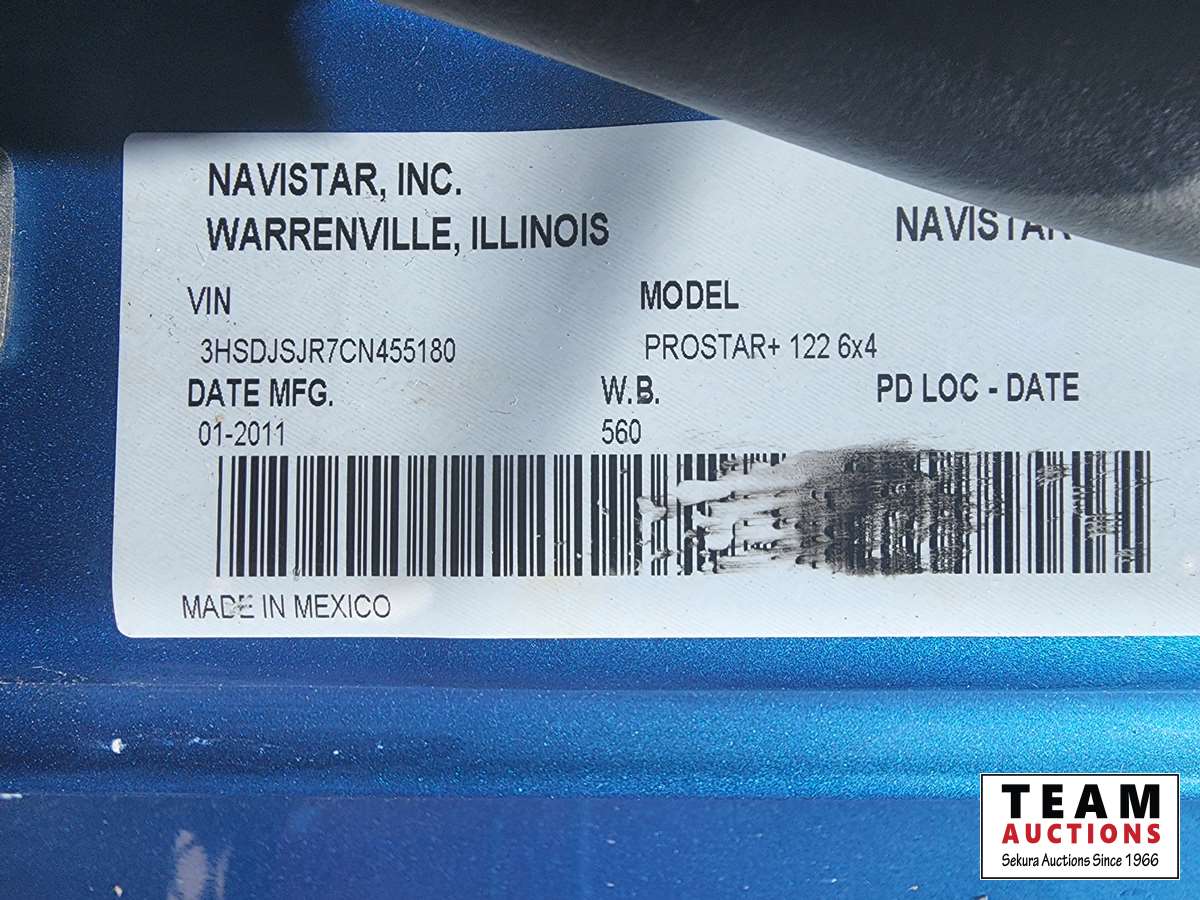 NAVISTAR, INC.
WARRENVILLE, ILLINOIS
NAVISTAR
VIN
MODEL
3HSDJSJR7CN455180
PROSTAR+ 122 6x4
DATE MFG.
W.B.
PD LOC - DATE
01-2011
560
MADE IN MEXICO
TEAM
AUCTIONS
Sekura Auctions Since 1966